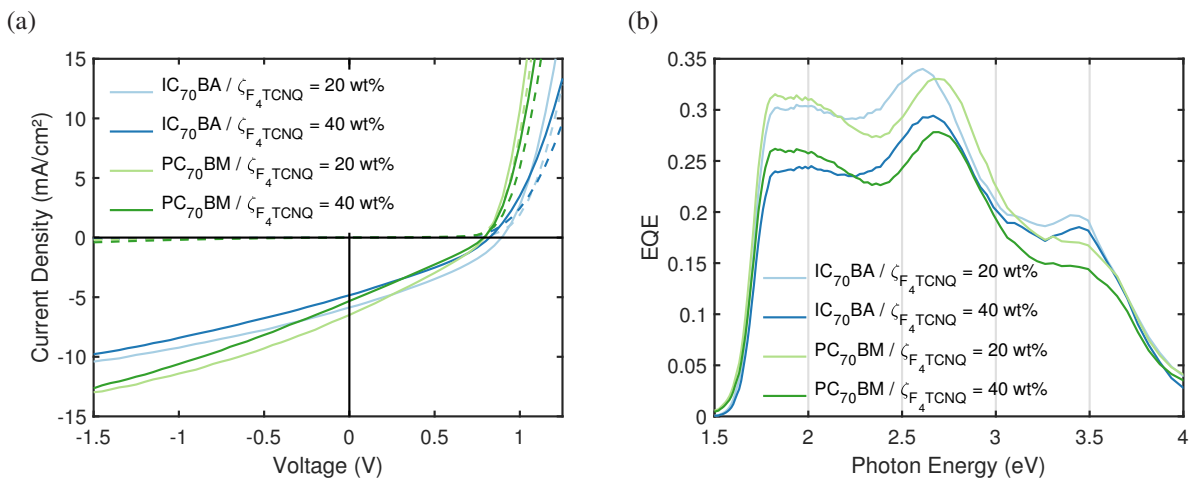 (a)
15
10
5
0
-5
-10
-15
Current Density (mA/cm²)
IC70BA / ζF4TCNQ = 20 wt%
IC70BA / ζF4TCNQ = 40 wt%
PC70BM / ζF4TCNQ = 20 wt%
PC70BM / ζF4TCNQ = 40 wt%
-1.5 -1 -0.5 0 0.5 1
Voltage (V)
(b)
0.35
0.3
0.25
0.2
0.15
0.1
0.05
0
EQE
IC70BA / ζF4TCNQ = 20 wt%
IC70BA / ζF4TCNQ = 40 wt%
PC70BM / ζF4TCNQ = 20 wt%
PC70BM / ζF4TCNQ = 40 wt%
1.5 2 2.5 3 3.5 4
Photon Energy (eV)